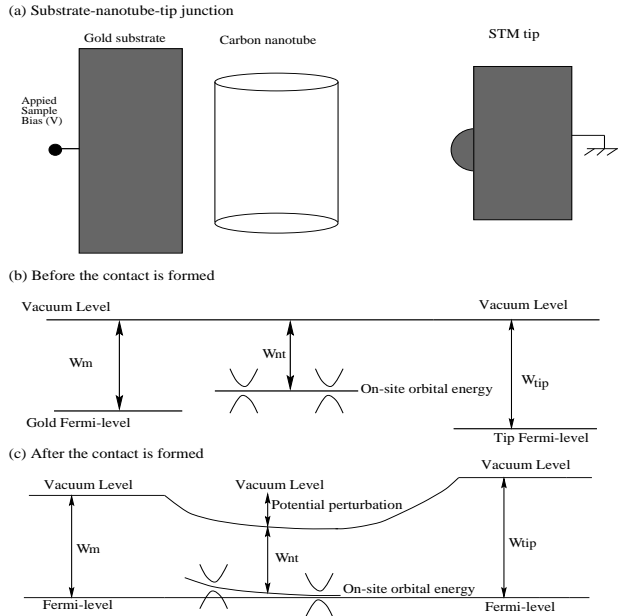 (a) Substrate-nanotube-tip junction
Gold substrate
Carbon nanotube
STM tip
Appied
Sample
Bias (V)
(b) Before the contact is formed
Vacuum Level
Vacuum Level
Wm
Wnt
Wtip
On-site orbital energy
Gold Fermi-level
Tip Fermi-level
(c) After the contact is formed
Vacuum Level
Vacuum Level
Vacuum Level
Potential perturbation
Wm
Wnt
Wtip
On-site orbital energy
Fermi-level
Fermi-level